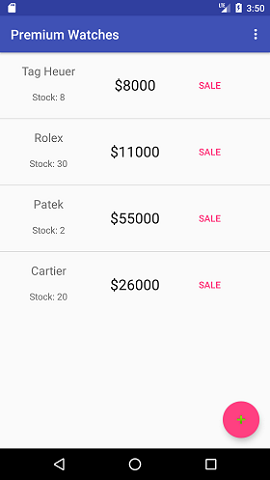 3:50
Premium Watches
Tag Heuer
Stock: 8
$8000
SALE
Rolex
Stock: 30
$11000
SALE
Patek
Stock: 2
$55000
SALE
Cartier
Stock: 20
$26000
SALE
+